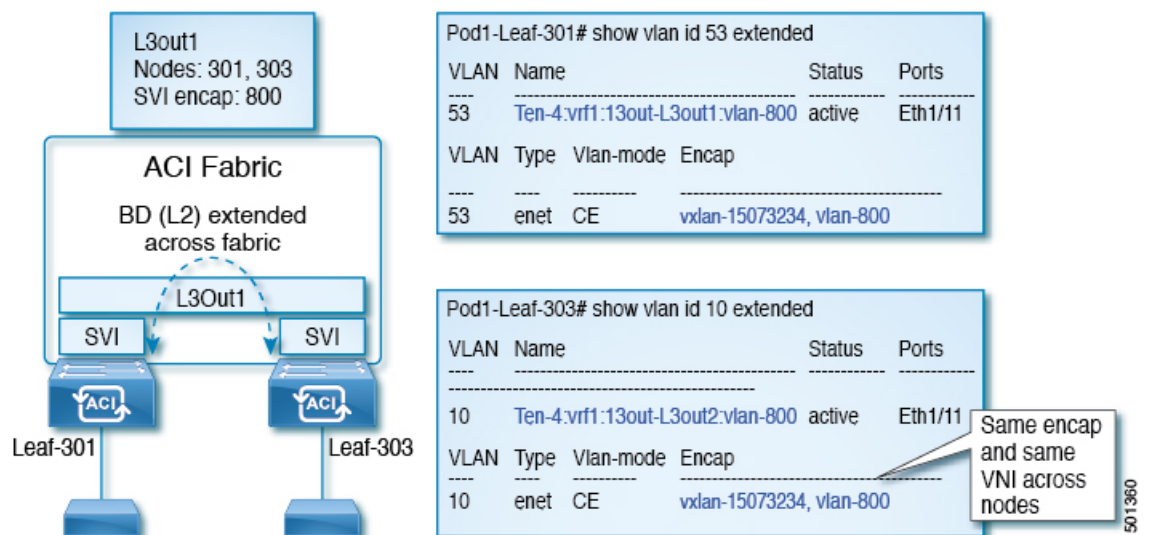 L3out1
Nodes: 301, 303
SVI encap: 800
ACI Fabric
BD (L2) extended
across fabric
L3Out1
SVI
SVI
ACI
ACI
Leaf-301
Leaf-303
Pod1-Leaf-301# show vlan id 53 extended
VLAN Name Status Ports
---- ---------------------------------------- ------------ ------------
53 Ten-4:vrf1:13out-L3out1:vlan-800 active Eth1/11
VLAN Type Vlan-mode Encap
---- ---- ---------- -------------------------------------
53 enet CE vxlan-15073234, vlan-800
Pod1-Leaf-303# show vlan id 10 extended
VLAN Name Status Ports
---- ---------------------------------------- ------------ ------------
--------------------------------------------
10 Ten-4:vrf1:13out-L3out2:vlan-800 active Eth1/11
VLAN Type Vlan-mode Encap
---- ---- ---------- -------------------------------------
10 enet CE vxlan-15073234, vlan-800
Same encap
and same
VNI across
nodes
501360